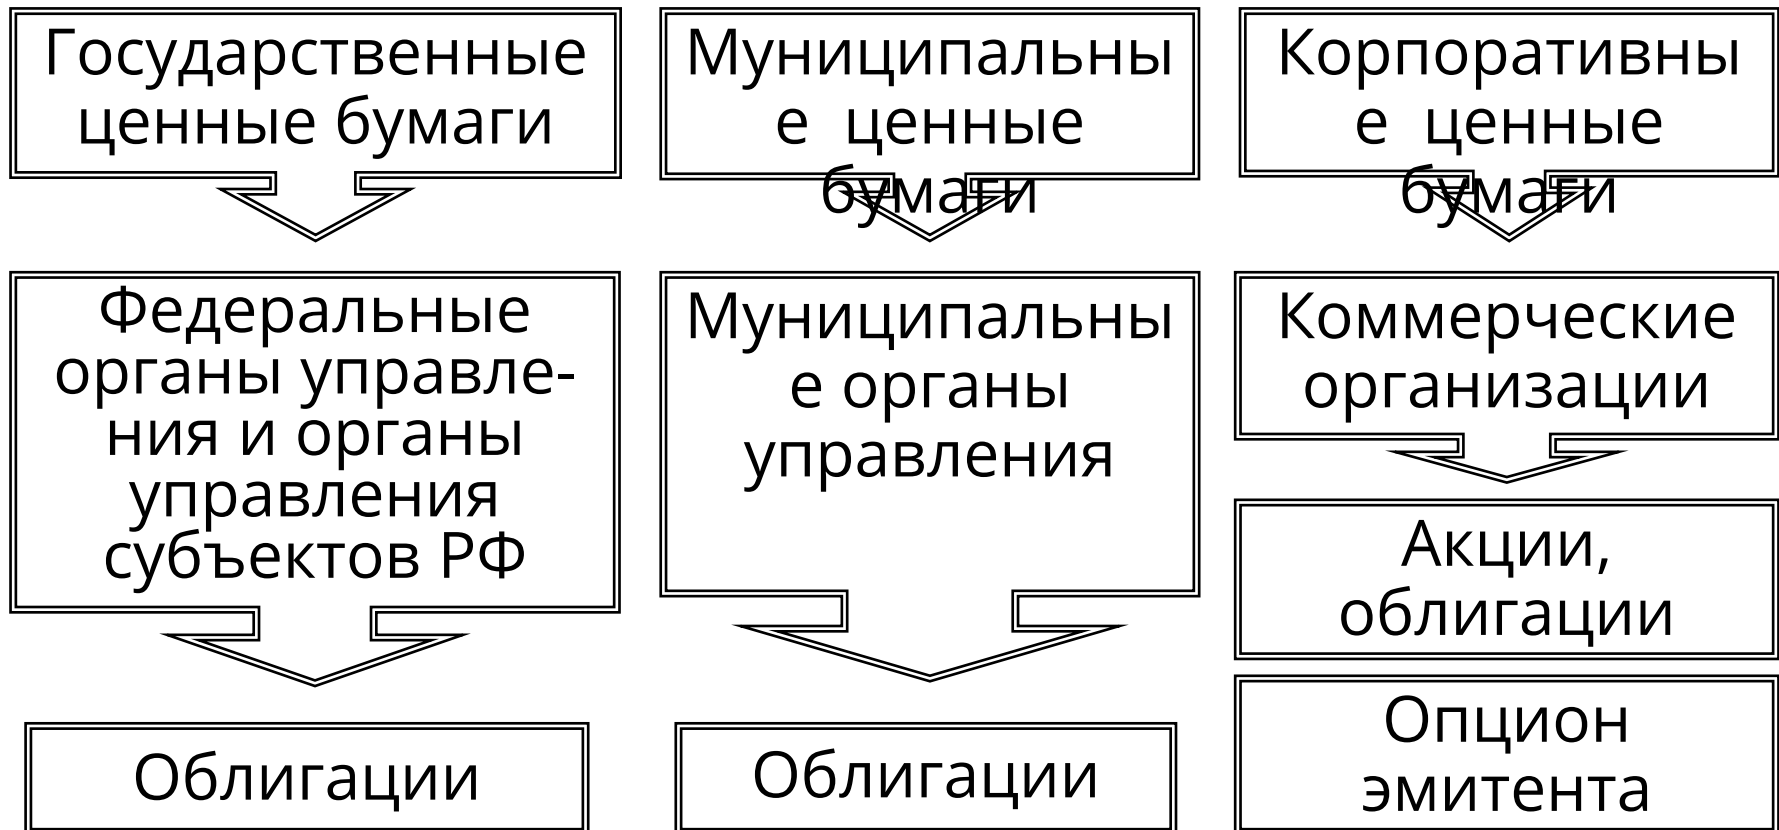 Государственные
ценные бумаги
Муниципальны
е ценные
бумаги
Корпоративны
е ценные
бумаги
Федеральные
органы управле-
ния и органы
управления
субъектов РФ
Муниципальны
е органы
управления
Коммерческие
организации
Акции,
облигации
Облигации
Облигации
Опцион
эмитента